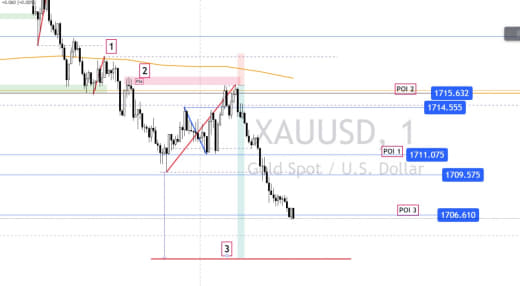 1
2
POI 2
1715.632
1714.555
XAUUSD, 1
POI 1
1711.075
Gold Spot / U.S. Dollar
1709.575
POI 3
1706.610
3